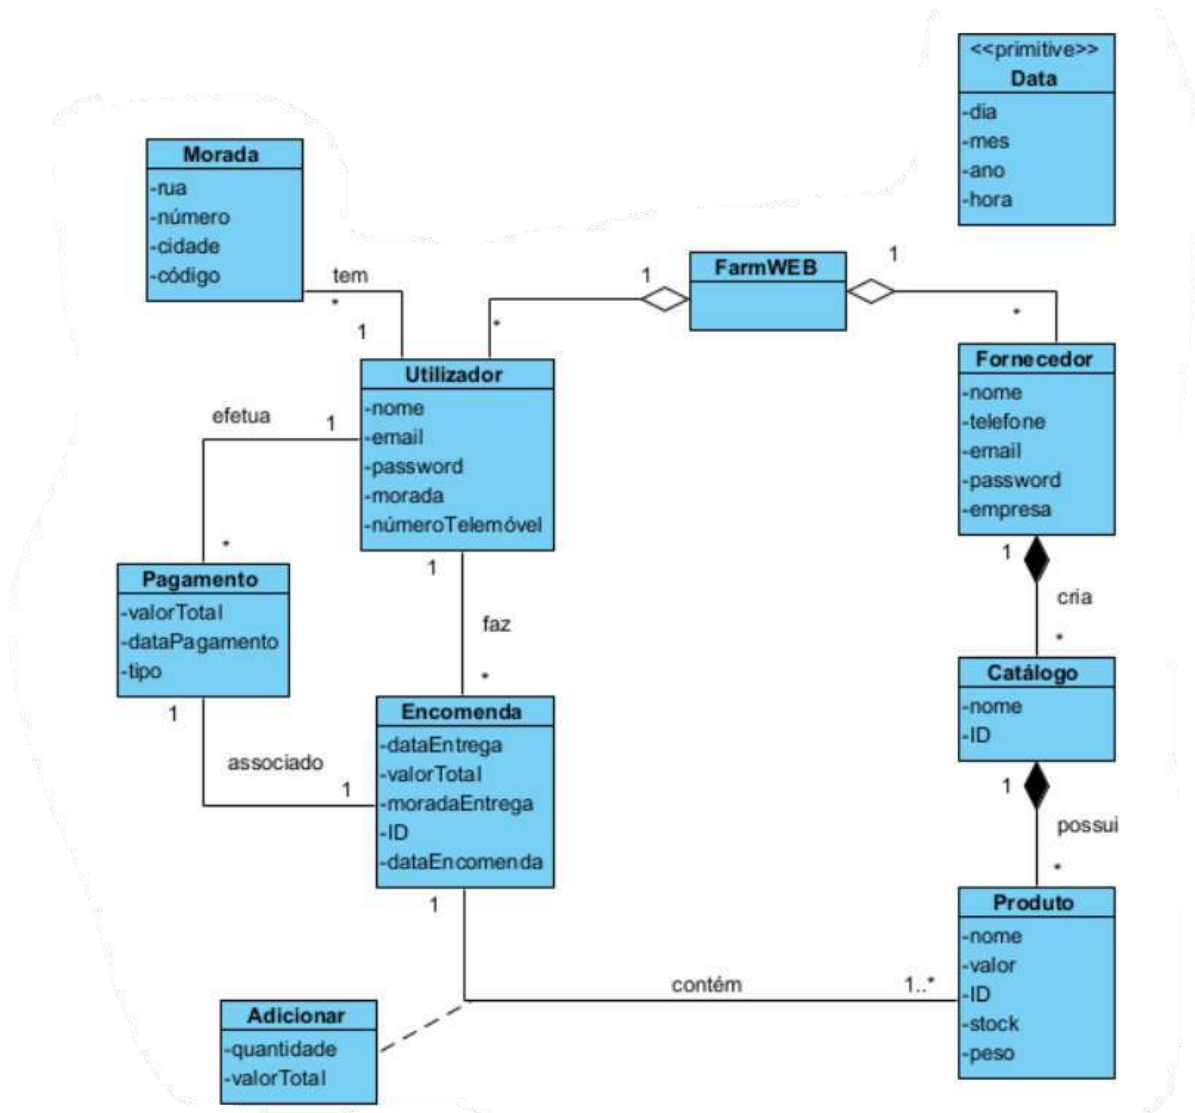 <<primitive>>
Data
-dia
-mes
-ano
-hora
Morada
-rua
-número
-cidade
-código
tem
*
1
FarmWEB
1
*
1
*
Utilizador
-nome
-email
-password
-morada
-númeroTelemóvel
Fornecedor
-nome
-telefone
-email
-password
-empresa
efetua
1
*
1
faz
*
1
cria
*
Pagamento
-valorTotal
-dataPagamento
-tipo
1
associado
1
Encomenda
-dataEntrega
-valorTotal
-moradaEntrega
-ID
-dataEncomenda
Catálogo
-nome
-ID
1
possui
*
1
contém
1..*
Produto
-nome
-valor
-ID
-stock
-peso
Adicionar
-quantidade
-valorTotal